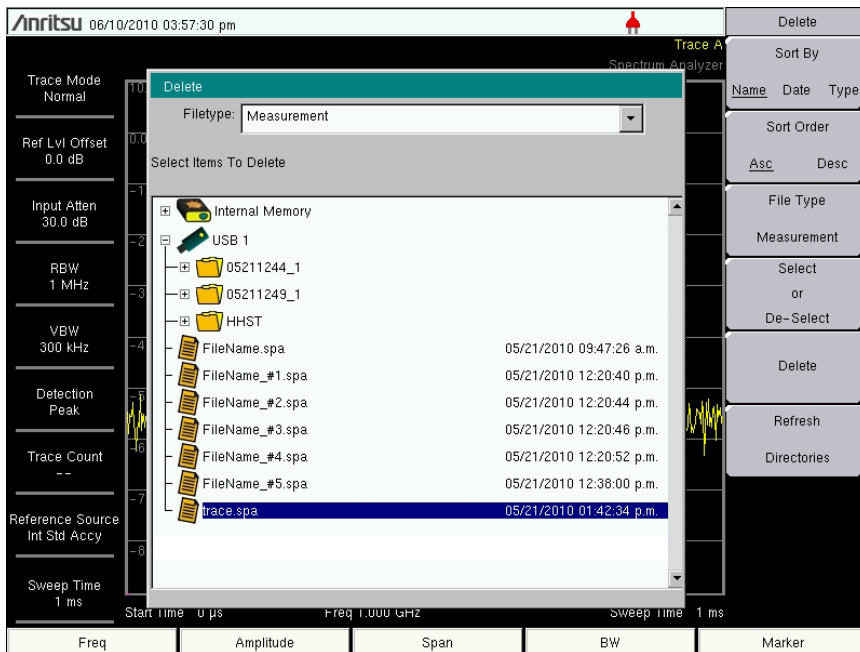 Anritsu 06/10/2010 03:57:30 pm
Trace A
Spectrum Analyzer
Trace Mode
Normal
Ref Lvl Offset
0.0 dB
Input Atten
30.0 dB
RBW
1 MHz
VBW
300 kHz
Detection
Peak
Trace Count
--
Reference Source
Int Std Accy
Sweep Time
1 ms
Delete
Filetype: Measurement
Select Items To Delete
Internal Memory
USB 1
05211244_1
05211249_1
HHST
FileName.spa 05/21/2010 09:47:26 a.m.
FileName_#1.spa 05/21/2010 12:20:40 p.m.
FileName_#2.spa 05/21/2010 12:20:44 p.m.
FileName_#3.spa 05/21/2010 12:20:46 p.m.
FileName_#4.spa 05/21/2010 12:20:52 p.m.
FileName_#5.spa 05/21/2010 12:38:00 p.m.
trace.spa 05/21/2010 01:42:34 p.m.
Start Time 0 µs Freq 1.000 GHz Sweep Time 1 ms
Delete
Sort By
Name Date Type
Sort Order
Asc Desc
File Type
Measurement
Select
or
De-Select
Delete
Refresh
Directories
Freq Amplitude Span BW Marker